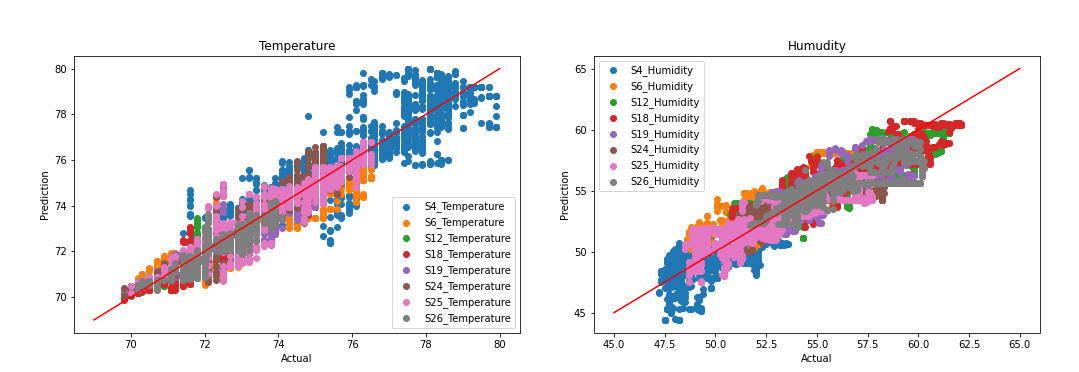 Temperature
Prediction
80
78
76
74
72
70
S4_Temperature
S6_Temperature
S12_Temperature
S18_Temperature
S19_Temperature
S24_Temperature
S25_Temperature
S26_Temperature
70 72 74 76 78 80
Actual
Humudity
Prediction
65
60
55
50
45
S4_Humidity
S6_Humidity
S12_Humidity
S18_Humidity
S19_Humidity
S24_Humidity
S25_Humidity
S26_Humidity
45.0 47.5 50.0 52.5 55.0 57.5 60.0 62.5 65.0
Actual